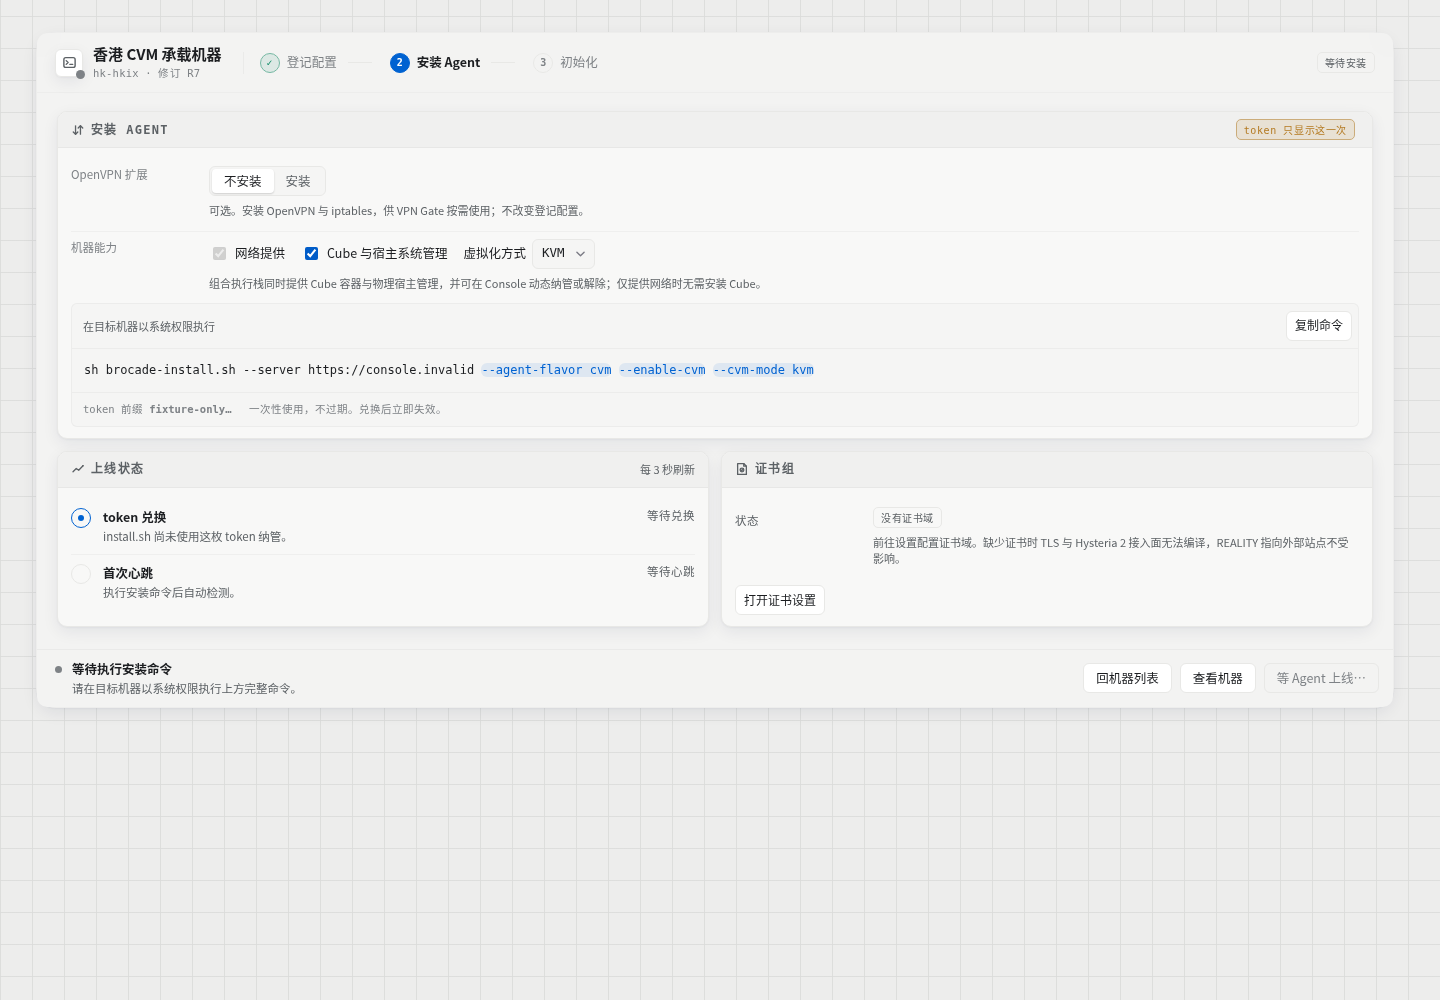 香港 CVM 承载机器
hk-hkix · 修订 R7
✓ 登记配置
2 安装 Agent
3 初始化
等待安装
安装 AGENT
token 只显示这一次
OpenVPN 扩展
不安装 安装
可选。安装 OpenVPN 与 iptables，供 VPN Gate 按需使用；不改变登记配置。
机器能力
网络提供 Cube 与宿主系统管理 虚拟化方式 KVM
组合执行栈同时提供 Cube 容器与物理宿主管理，并可在 Console 动态纳管或解除；仅提供网络时无需安装 Cube。
在目标机器以系统权限执行
复制命令
sh brocade-install.sh --server https://console.invalid --agent-flavor cvm --enable-cvm --cvm-mode kvm
token 前缀 fixture-only… 一次性使用，不过期。兑换后立即失效。
上线状态
每 3 秒刷新
token 兑换
等待兑换
install.sh 尚未使用这枚 token 纳管。
首次心跳
等待心跳
执行安装命令后自动检测。
证书组
状态
没有证书域
前往设置配置证书域。缺少证书时 TLS 与 Hysteria 2 接入面无法编译，REALITY 指向外部站点不受
影响。
打开证书设置
等待执行安装命令
请在目标机器以系统权限执行上方完整命令。
回机器列表
查看机器
等 Agent 上线…